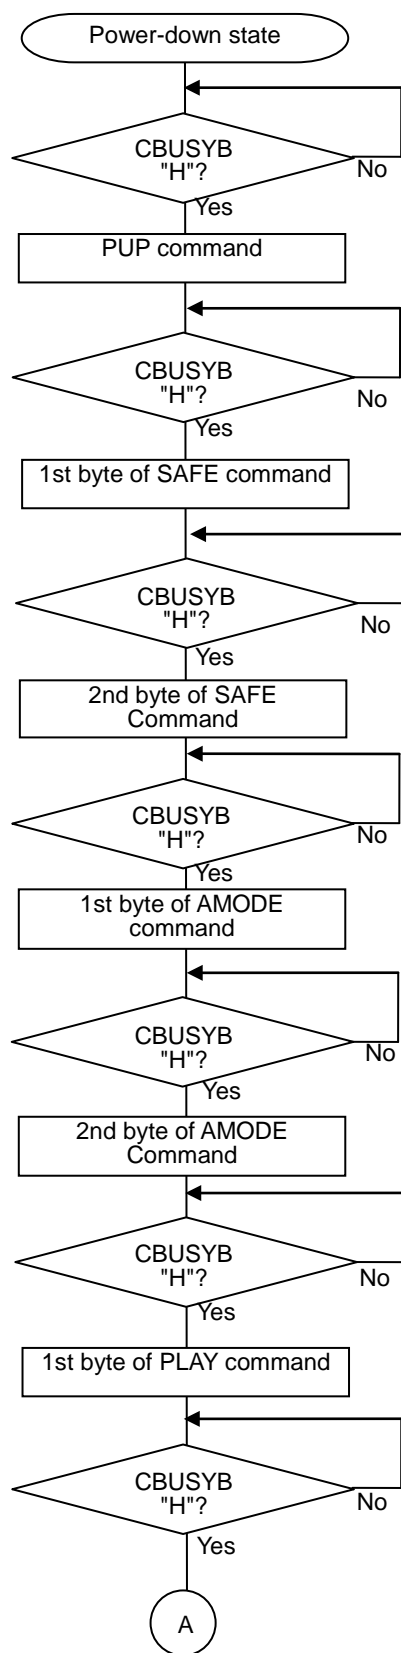 Power-down state
CBUSYB
"H"?
No
Yes
PUP command
CBUSYB
"H"?
No
Yes
1st byte of SAFE command
CBUSYB
"H"?
No
Yes
2nd byte of SAFE
Command
CBUSYB
"H"?
No
Yes
1st byte of AMODE
command
CBUSYB
"H"?
No
Yes
2nd byte of AMODE
Command
CBUSYB
"H"?
No
Yes
1st byte of PLAY command
CBUSYB
"H"?
No
Yes
A